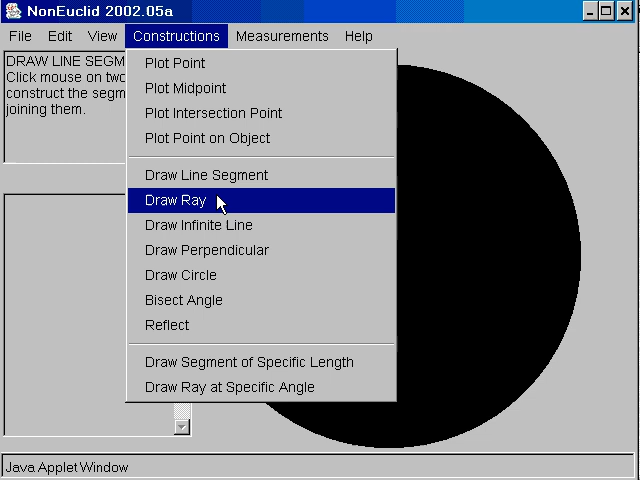 NonEuclid 2002.05a
File Edit View Constructions Measurements Help
DRAW LINE SEGM
Click mouse on two
construct the segm
joining them.
Plot Point
Plot Midpoint
Plot Intersection Point
Plot Point on Object
Draw Line Segment
Draw Ray
Draw Infinite Line
Draw Perpendicular
Draw Circle
Bisect Angle
Reflect
Draw Segment of Specific Length
Draw Ray at Specific Angle
Java Applet Window